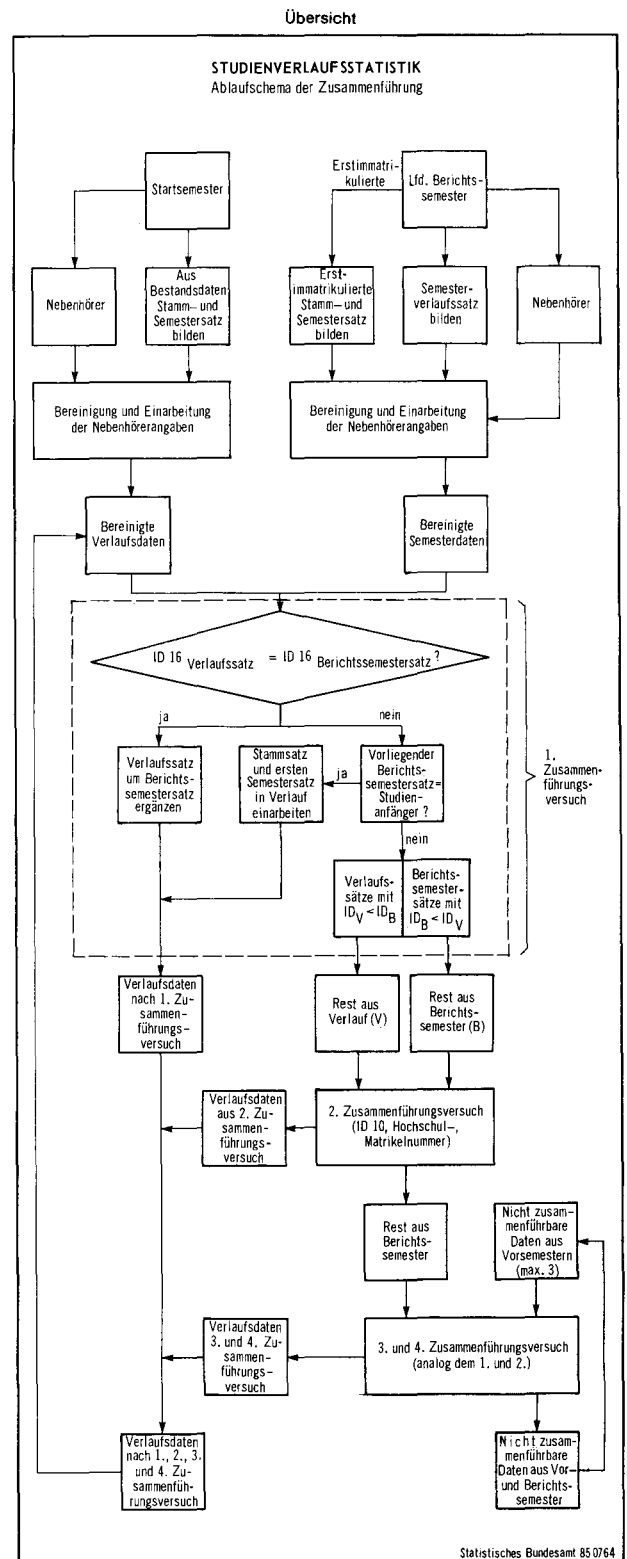 Übersicht
STUDIENVERLAUFSSTATISTIK
Ablaufschema der Zusammenführung
Startsemester
Erstimmatri-
kulierte
Lfd. Berichts-
semester
Nebenhörer
Aus
Bestandsdaten
Stamm- und
Semestersatz
bilden
Erst-
immatrikulierte
Stamm- und
Semestersatz
bilden
Semester-
verlaufssatz
bilden
Nebenhörer
Bereinigung und Einarbeitung
der Nebenhörerangaben
Bereinigung und Einarbeitung
der Nebenhörerangaben
Bereinigte
Verlaufsdaten
Bereinigte
Semesterdaten
ID 16 Verlaufssatz = ID 16 Berichtssemestersatz ?
ja
nein
Verlaufssatz
um Berichts-
semestersatz
ergänzen
Stammsatz
und ersten
Semestersatz
in Verlauf
einarbeiten
ja
Vorliegender
Berichts-
semestersatz=
Studien-
anfänger ?
1.
Zusammen-
führungs-
versuch
nein
Verlaufs-
sätze mit
IDV < IDB
Berichts-
semester-
sätze mit
IDB < IDV
Verlaufsdaten
nach 1. Zu-
sammen-
führungs-
versuch
Rest aus
Verlauf (V)
Rest aus
Berichts-
semester (B)
Verlaufsdaten
aus 2. Zu-
sammen-
führungs-
versuch
2. Zusammenführungsversuch
(ID 10, Hochschul-,
Matrikelnummer)
Rest aus
Berichts-
semester
Nicht zusam-
menführbare
Daten aus
Vorsemestern
(max. 3)
Verlaufsdaten
3. und 4. Zu-
sammen-
führungs-
versuch
3. und 4. Zusammenführungsversuch
(analog dem 1. und 2.)
Verlaufsdaten
nach 1., 2., 3.
und 4. Zu-
sammenfüh-
rungsversuch
Nicht zusam-
menführbare
Daten aus Vor-
und Berichts-
semester
Statistisches Bundesamt 85 0764